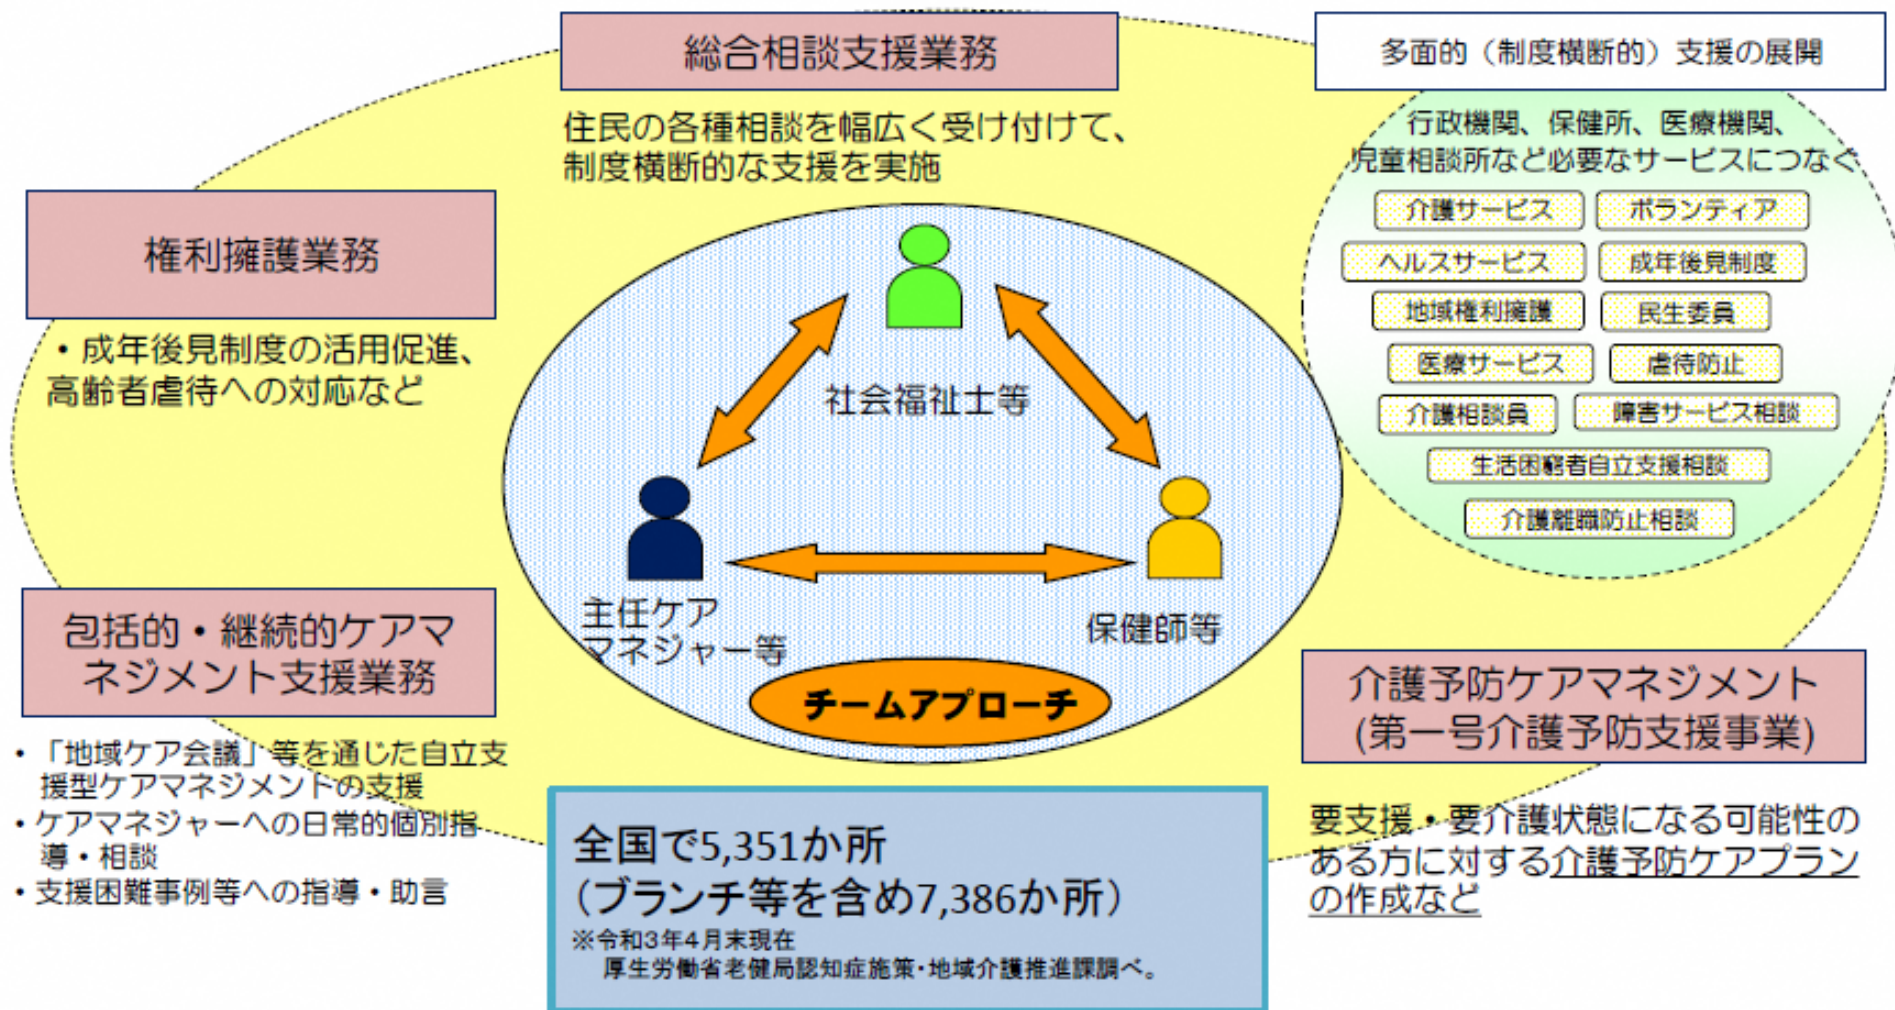 総合相談支援業務
住民の各種相談を幅広く受け付けて、
制度横断的な支援を実施
多面的（制度横断的）支援の展開
行政機関、保健所、医療機関、
児童相談所など必要なサービスにつなぐ
介護サービス
ボランティア
ヘルスサービス
成年後見制度
地域権利擁護
民生委員
医療サービス
虐待防止
介護相談員
障害サービス相談
生活困窮者自立支援相談
介護離職防止相談
権利擁護業務
・成年後見制度の活用促進、
高齢者虐待への対応など
社会福祉士等
主任ケア
マネジャー等
保健師等
チームアプローチ
包括的・継続的ケアマ
ネジメント支援業務
・「地域ケア会議」等を通じた自立支
援型ケアマネジメントの支援
・ケアマネジャーへの日常的個別指
導・相談
・支援困難事例等への指導・助言
全国で5,351か所
（ブランチ等を含め7,386か所）
※令和3年4月末現在
厚生労働省老健局認知症施策・地域介護推進課調べ。
介護予防ケアマネジメント
(第一号介護予防支援事業)
要支援・要介護状態になる可能性の
ある方に対する介護予防ケアプラン
の作成など